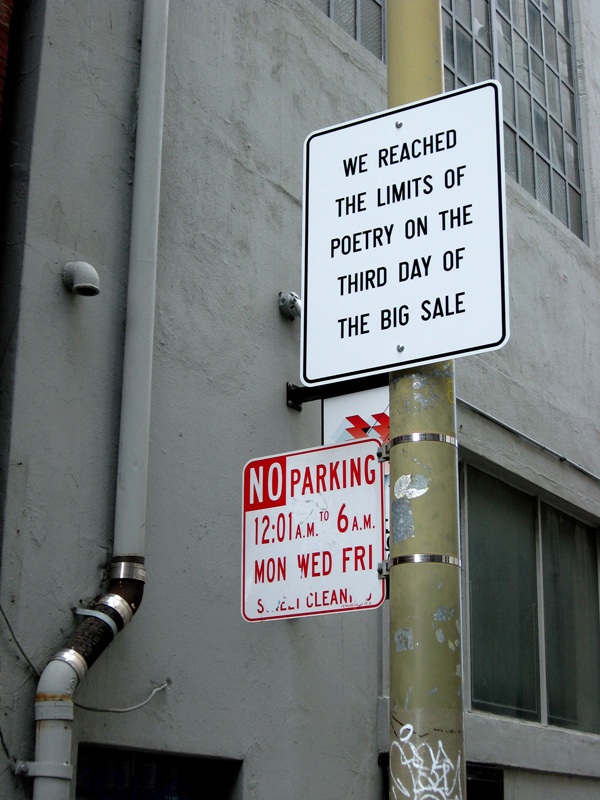 WE REACHED
THE LIMITS OF
POETRY ON THE
THIRD DAY OF
THE BIG SALE
NO PARKING
12:01 A.M. TO 6 A.M.
MON WED FRI